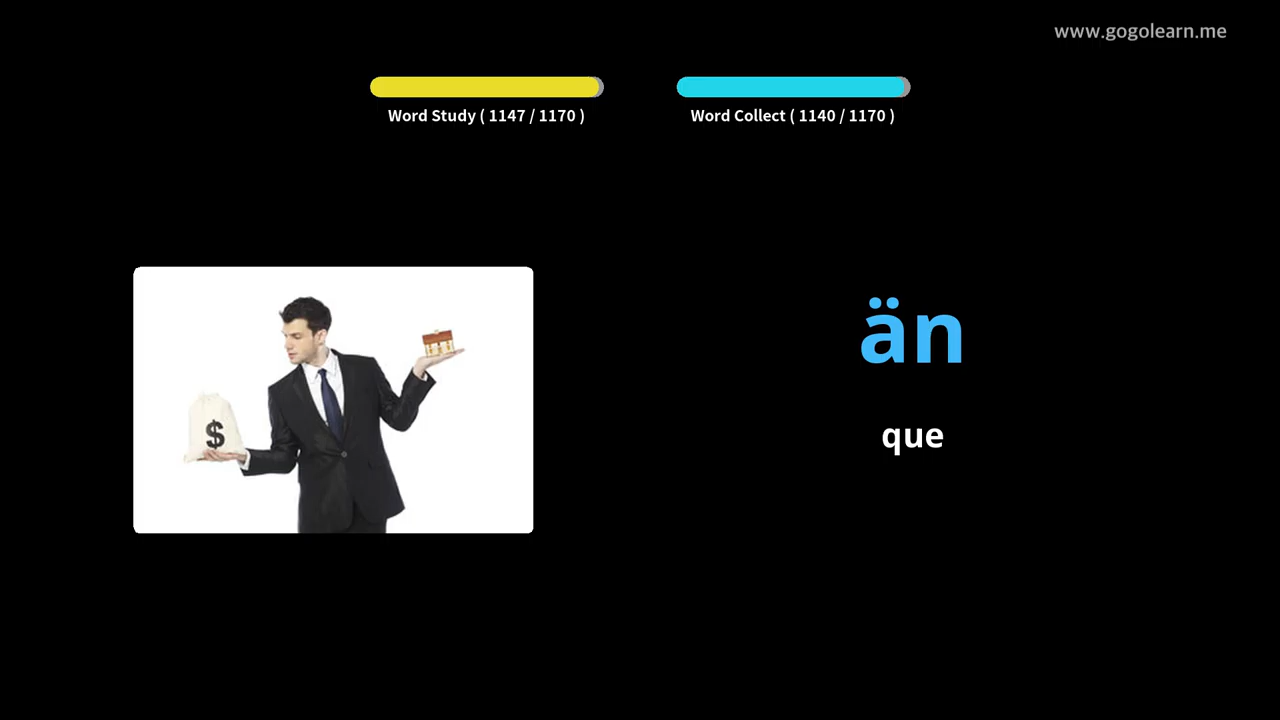 www.gogolearn.me
Word Study ( 1147 / 1170 )
Word Collect ( 1140 / 1170 )
$
än
que